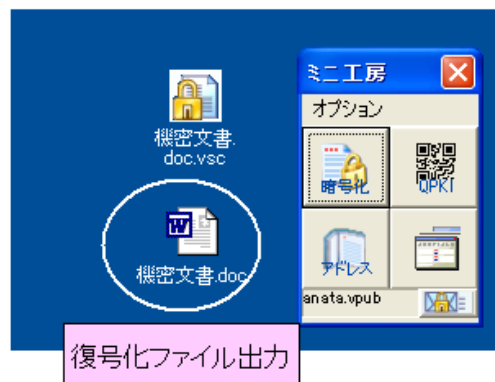 機密文書.
doc.vsc
機密文書.doc
ミニ工房
オプション
暗号化
QPKI
アドレス
anata.vpub
復号化ファイル出力